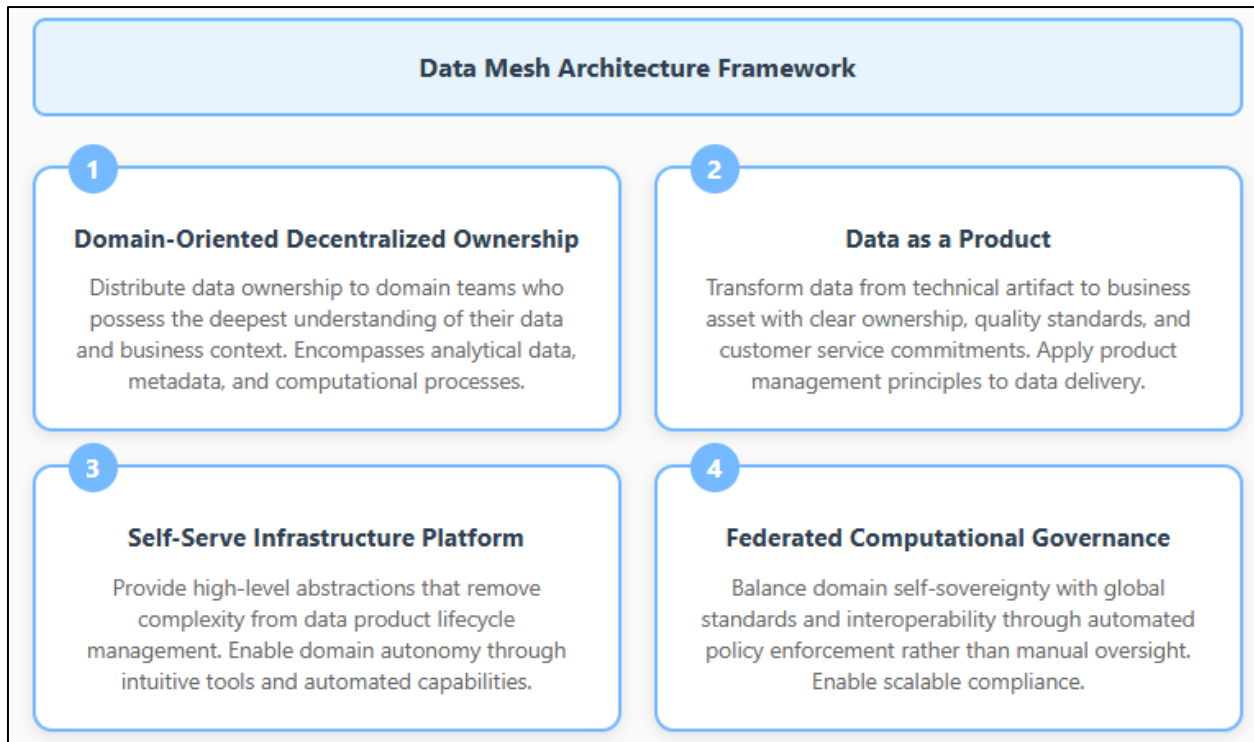 Data Mesh Architecture Framework
1
Domain-Oriented Decentralized Ownership
Distribute data ownership to domain teams who
possess the deepest understanding of their data
and business context. Encompasses analytical data,
metadata, and computational processes.
2
Data as a Product
Transform data from technical artifact to business
asset with clear ownership, quality standards, and
customer service commitments. Apply product
management principles to data delivery.
3
Self-Serve Infrastructure Platform
Provide high-level abstractions that remove
complexity from data product lifecycle
management. Enable domain autonomy through
intuitive tools and automated capabilities.
4
Federated Computational Governance
Balance domain self-sovereignty with global
standards and interoperability through automated
policy enforcement rather than manual oversight.
Enable scalable compliance.